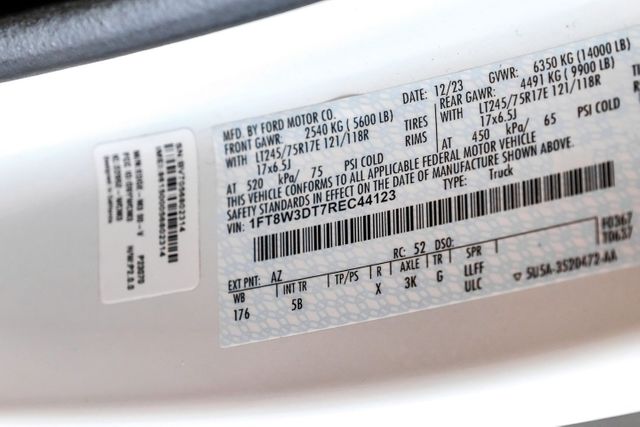 MFD. BY FORD MOTOR CO.
DATE: 12/23 GVWR: 6350 KG (14000 LB)
FRONT GAWR: 2540 KG (5600 LB)
REAR GAWR: 4491 KG (9900 LB)
WITH LT245/75R17E 121/118R TIRES
WITH LT245/75R17E 121/118R
17x6.5J RIMS
17x6.5J
AT 520 kPa/ 75 PSI COLD
AT 450 kPa/ 65 PSI COLD
THIS VEHICLE CONFORMS TO ALL APPLICABLE FEDERAL MOTOR VEHICLE
SAFETY STANDARDS IN EFFECT ON THE DATE OF MANUFACTURE SHOWN ABOVE
VIN: 1FT8W3DT7REC44123
TYPE: Truck
F0367
T0637
EXT PNT: AZ RC: 52 DSO:
WB INT TR TP/PS R AXLE TR SPR
176 5B X 3K G LLFF
ULC
5U5A-3520472-AA